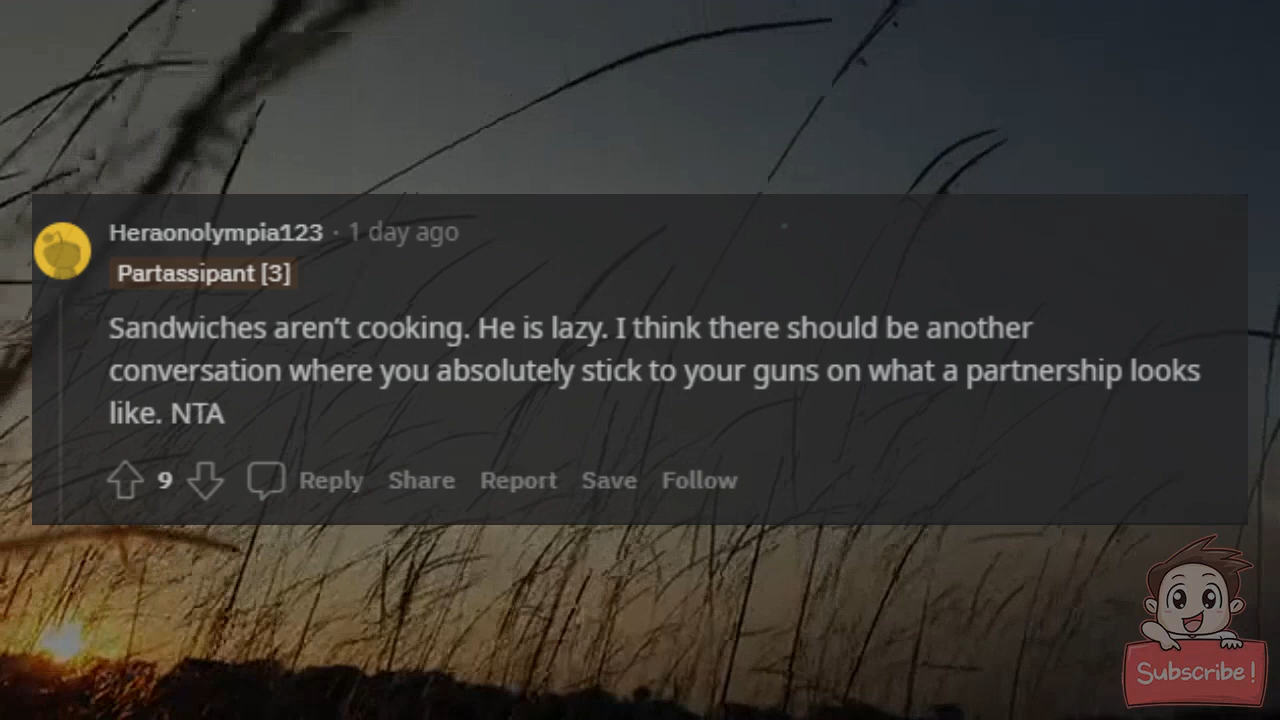 Heraonolympia123 · 1 day ago
Partassipant [3]
Sandwiches aren't cooking. He is lazy. I think there should be another
conversation where you absolutely stick to your guns on what a partnership looks
like. NTA
9 Reply Share Report Save Follow
Subscribe!